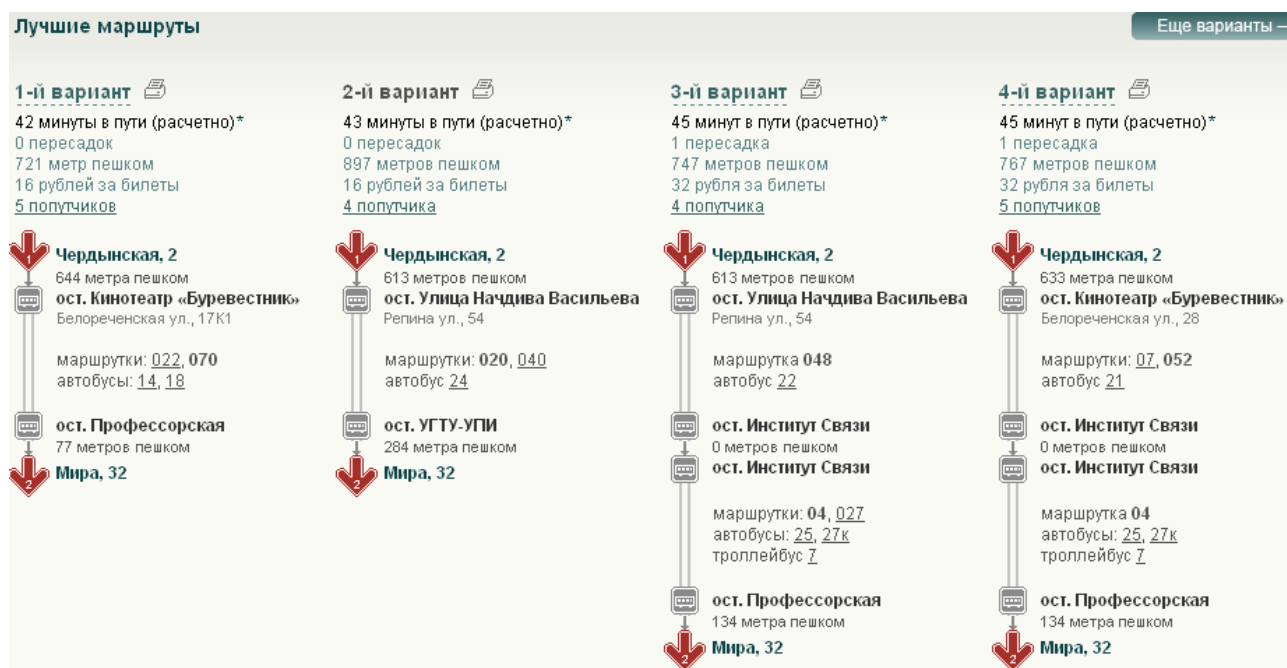 Лучшие маршруты
Еще варианты –
1-й вариант
42 минуты в пути (расчетно)*
0 пересадок
721 метр пешком
16 рублей за билеты
5 попутчиков
1
Чердынская, 2
644 метра пешком
ост. Кинотеатр «Буревестник»
Белореченская ул., 17К1
маршрутки: 022, 070
автобусы: 14, 18
ост. Профессорская
77 метров пешком
2
Мира, 32
2-й вариант
43 минуты в пути (расчетно)*
0 пересадок
897 метров пешком
16 рублей за билеты
4 попутчика
1
Чердынская, 2
613 метров пешком
ост. Улица Начдива Васильева
Репина ул., 54
маршрутки: 020, 040
автобус 24
ост. УГТУ-УПИ
284 метра пешком
2
Мира, 32
3-й вариант
45 минут в пути (расчетно)*
1 пересадка
747 метров пешком
32 рубля за билеты
4 попутчика
1
Чердынская, 2
613 метров пешком
ост. Улица Начдива Васильева
Репина ул., 54
маршрутка 048
автобус 22
ост. Институт Связи
0 метров пешком
ост. Институт Связи
маршрутки: 04, 027
автобусы: 25, 27к
троллейбус 7
ост. Профессорская
134 метра пешком
2
Мира, 32
4-й вариант
45 минут в пути (расчетно)*
1 пересадка
767 метров пешком
32 рубля за билеты
5 попутчиков
1
Чердынская, 2
633 метра пешком
ост. Кинотеатр «Буревестник»
Белореченская ул., 28
маршрутки: 07, 052
автобус 21
ост. Институт Связи
0 метров пешком
ост. Институт Связи
маршрутка 04
автобусы: 25, 27к
троллейбус 7
ост. Профессорская
134 метра пешком
2
Мира, 32